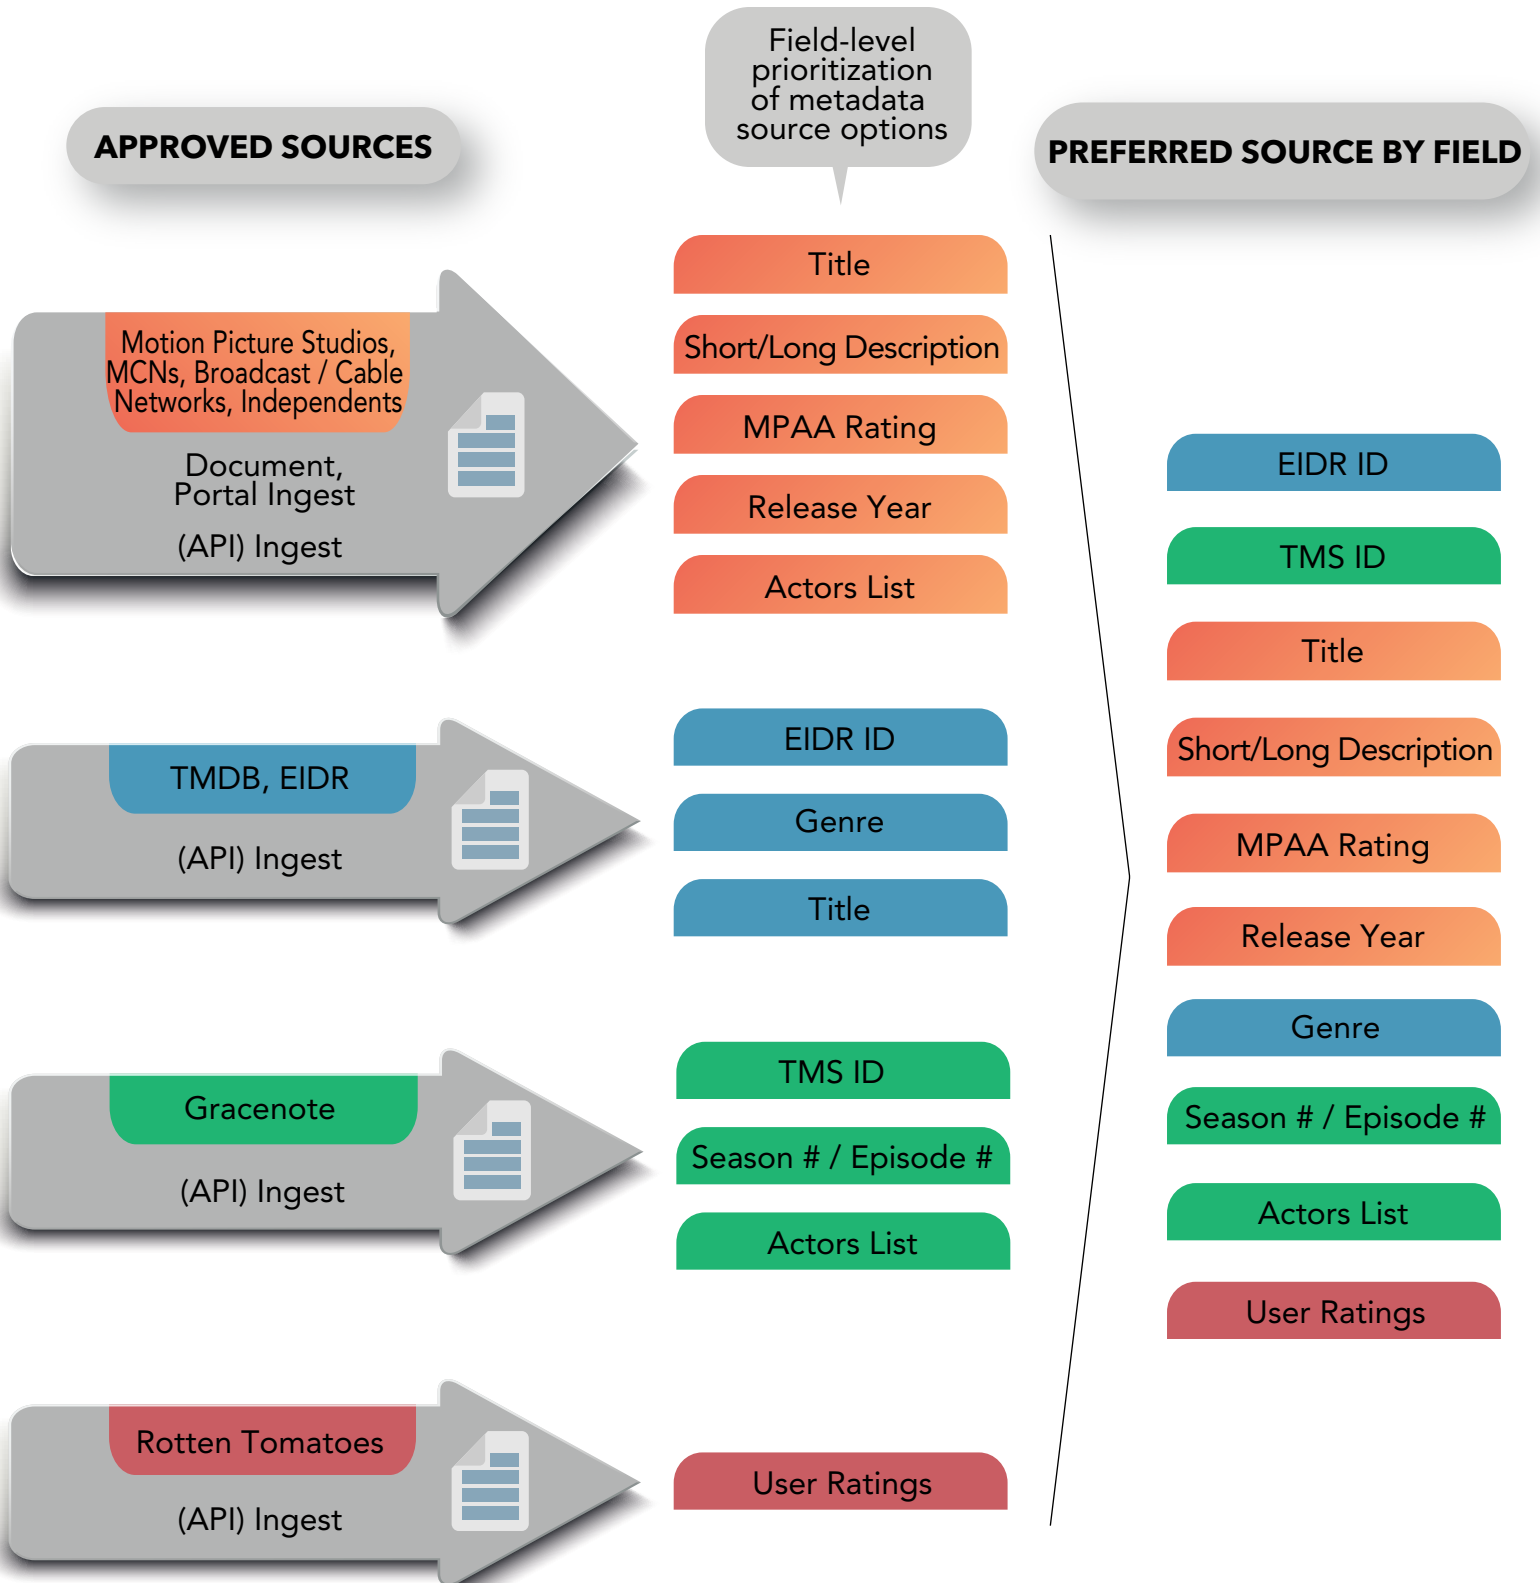 APPROVED SOURCES
Field-level
prioritization
of metadata
source options
PREFERRED SOURCE BY FIELD
Motion Picture Studios,
MCNs, Broadcast / Cable
Networks, Independents
Document,
Portal Ingest
(API) Ingest
Title
Short/Long Description
MPAA Rating
Release Year
Actors List
TMDB, EIDR
(API) Ingest
EIDR ID
Genre
Title
Gracenote
(API) Ingest
TMS ID
Season # / Episode #
Actors List
Rotten Tomatoes
(API) Ingest
User Ratings
EIDR ID
TMS ID
Title
Short/Long Description
MPAA Rating
Release Year
Genre
Season # / Episode #
Actors List
User Ratings